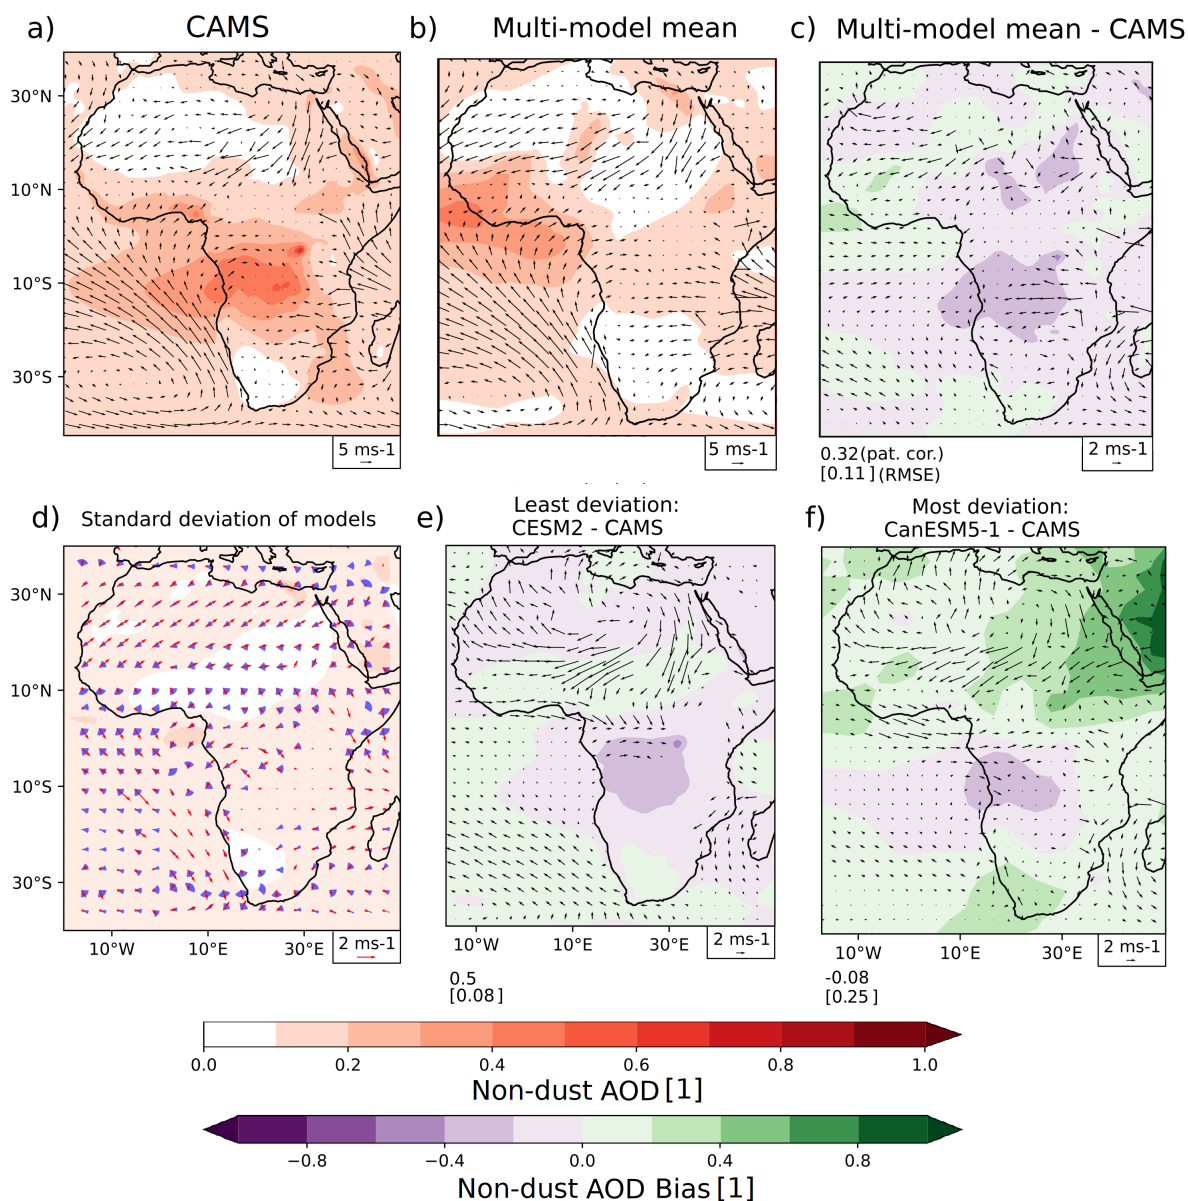 a) CAMS
b) Multi-model mean
c) Multi-model mean - CAMS
30°N
10°N
10°S
30°S
5 ms-1
5 ms-1
2 ms-1
0.32(pat. cor.)
[0.11](RMSE)
d) Standard deviation of models
e) Least deviation:
CESM2 - CAMS
f) Most deviation:
CanESM5-1 - CAMS
30°N
10°N
10°S
30°S
10°W 10°E 30°E
2 ms-1
10°W 10°E 30°E
2 ms-1
10°W 10°E 30°E
2 ms-1
0.5
[0.08]
-0.08
[0.25]
0.0 0.2 0.4 0.6 0.8 1.0
Non-dust AOD [1]
−0.8 −0.4 0.0 0.4 0.8
Non-dust AOD Bias [1]